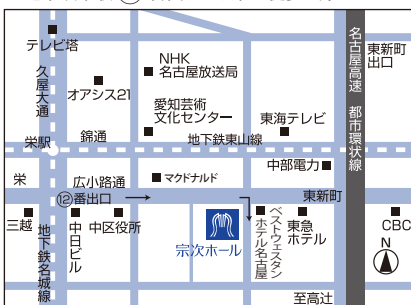 テレビ塔
久屋大通
オアシス21
NHK
名古屋放送局
愛知芸術
文化センター
東海テレビ
名古屋高速 都市環状線
東新町
出口
栄駅
錦通
地下鉄東山線
中部電力
栄
広小路通
マクドナルド
⑫番出口
東新町
三越
地下鉄名城線
中日ビル
中区役所
宗次ホール
ベストウェスタン
ホテル名古屋
東急
ホテル
CBC
N
至高辻